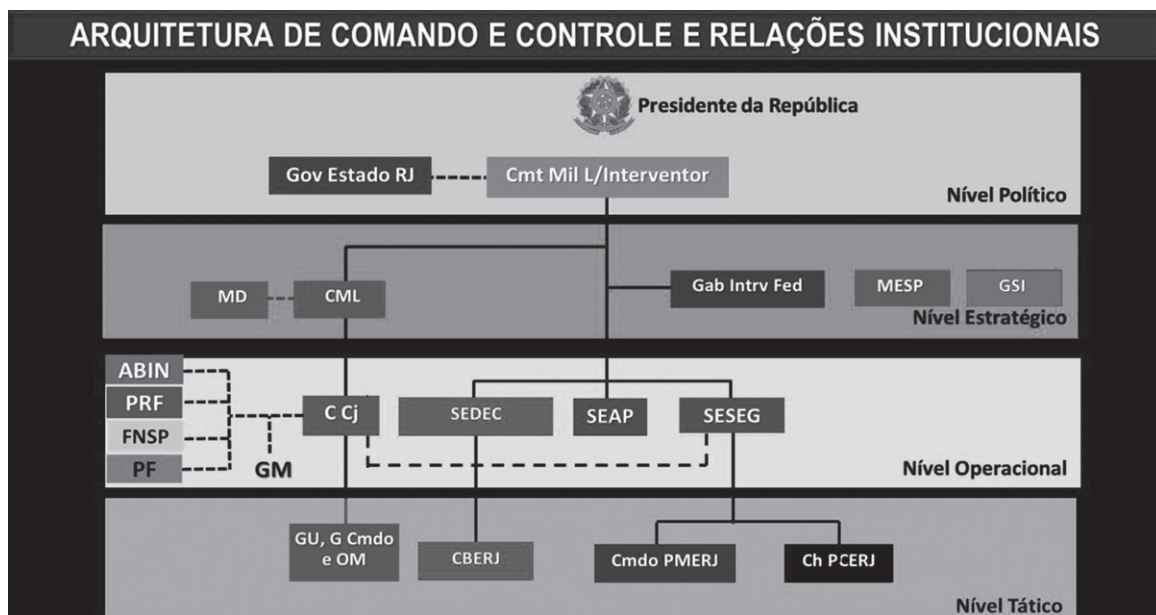 ARQUITETURA DE COMANDO E CONTROLE E RELAÇÕES INSTITUCIONAIS
Presidente da República
Gov Estado RJ
Cmt Mil L/Interventor
Nível Político
MD
CML
Gab Intrv Fed
MESP
GSI
Nível Estratégico
ABIN
PRF
FNSP
PF
GM
C Cj
SEDEC
SEAP
SESEG
Nível Operacional
GU, G Cmdo
e OM
CBERJ
Cmdo PMERJ
Ch PCERJ
Nível Tático